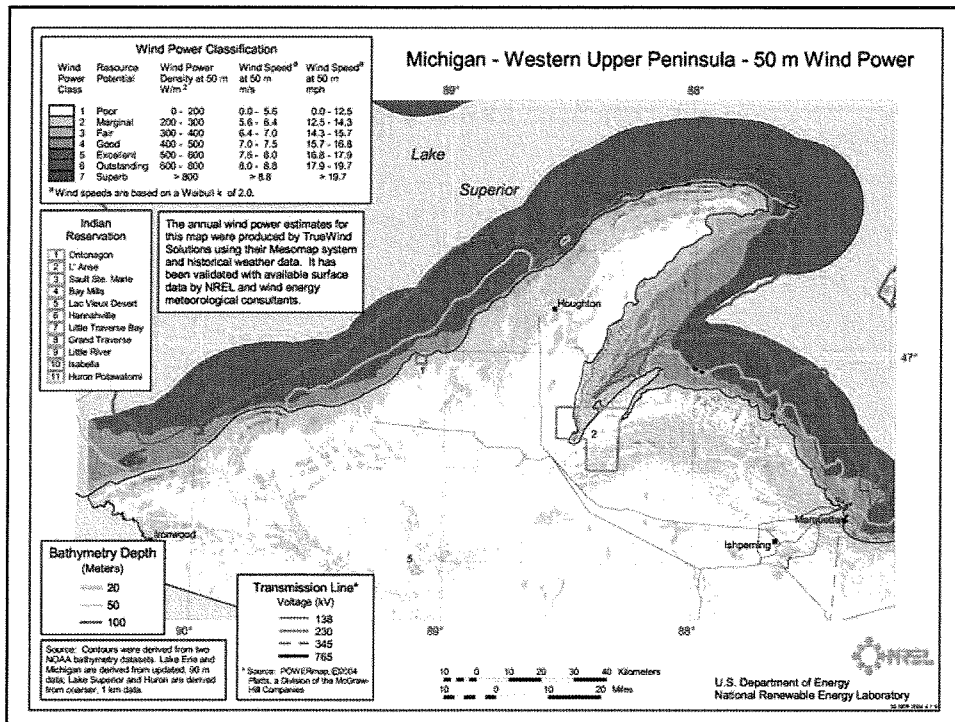 Michigan - Western Upper Peninsula - 50 m Wind Power
Wind Power Classification
Wind Power Class Resource Potential Wind Power Density at 50 m W/m² Wind Speedª at 50 m m/s Wind Speedª at 50 m mph
1 Poor 0 - 200 0.0 - 5.6 0.0 - 12.5
2 Marginal 200 - 300 5.6 - 6.4 12.5 - 14.3
3 Fair 300 - 400 6.4 - 7.0 14.3 - 15.7
4 Good 400 - 500 7.0 - 7.5 15.7 - 16.8
5 Excellent 500 - 600 7.5 - 8.0 16.8 - 17.9
6 Outstanding 600 - 800 8.0 - 8.8 17.9 - 19.7
7 Superb > 800 > 8.8 > 19.7
ª Wind speeds are based on a Weibull k of 2.0.
89°
88°
Lake
Superior
Indian
Reservation
1 Ontonagon
2 L' Anse
3 Sault Ste. Marie
4 Bay Mills
5 Lac Vieux Desert
6 Hannahville
7 Little Traverse Bay
8 Grand Traverse
9 Little River
10 Isabella
11 Huron Potawatomi
The annual wind power estimates for
this map were produced by TrueWind
Solutions using their Mesomap system
and historical weather data. It has
been validated with available surface
data by NREL and wind energy
meteorological consultants.
Houghton
47°
1
2
Marquette
Ironwood
Ishpeming
5
Bathymetry Depth
(Meters)
20
50
100
Transmission Line*
Voltage (kV)
138
230
345
765
* Source: POWERmap, ©2004
Platts, a Division of the McGraw-
Hill Companies
90°
89°
88°
Source: Contours were derived from two
NOAA bathymetry datasets. Lake Erie and
Michigan are derived from updated, 90 m
data; Lake Superior and Huron are derived
from coarser, 1 km data.
10 0 10 20 30 40 Kilometers
10 0 10 20 Miles
NREL
U.S. Department of Energy
National Renewable Energy Laboratory